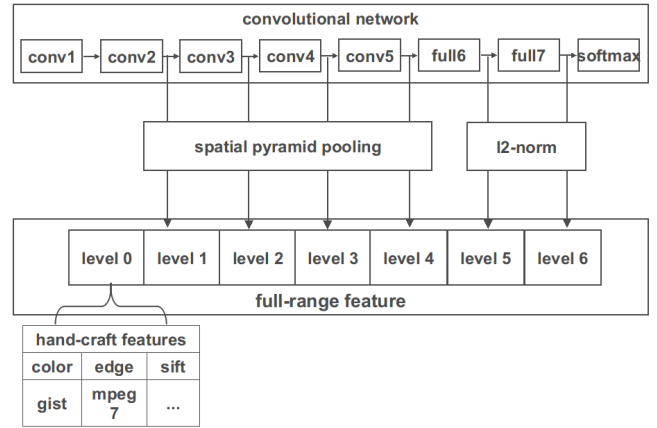 convolutional network
conv1 conv2 conv3 conv4 conv5 full6 full7 softmax
spatial pyramid pooling l2-norm
level 0 level 1 level 2 level 3 level 4 level 5 level 6
full-range feature
hand-craft features
color edge sift
gist mpeg 7 ...